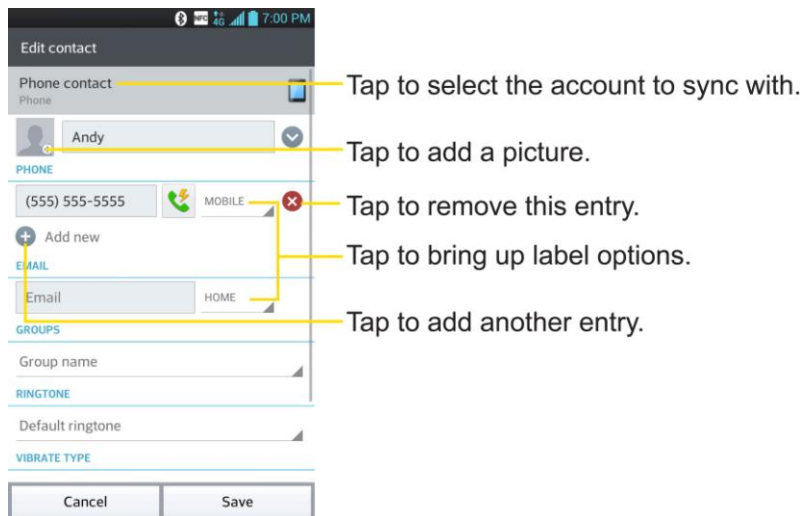 NFC 4G 7:00 PM
Edit contact
Phone contact
Phone
Tap to select the account to sync with.
Andy
Tap to add a picture.
PHONE
(555) 555-5555 MOBILE
Tap to remove this entry.
Add new
Tap to bring up label options.
EMAIL
Email HOME
Tap to add another entry.
GROUPS
Group name
RINGTONE
Default ringtone
VIBRATE TYPE
Cancel Save